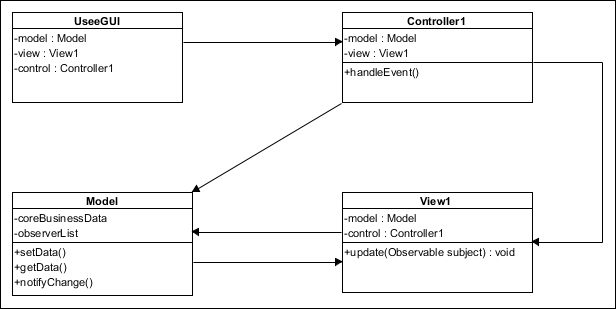 UseeGUI
-model : Model
-view : View1
-control : Controller1
Controller1
-model : Model
-view : View1
+handleEvent()
Model
-coreBusinessData
-observerList
+setData()
+getData()
+notifyChange()
View1
-model : Model
-control : Controller1
+update(Observable subject) : void